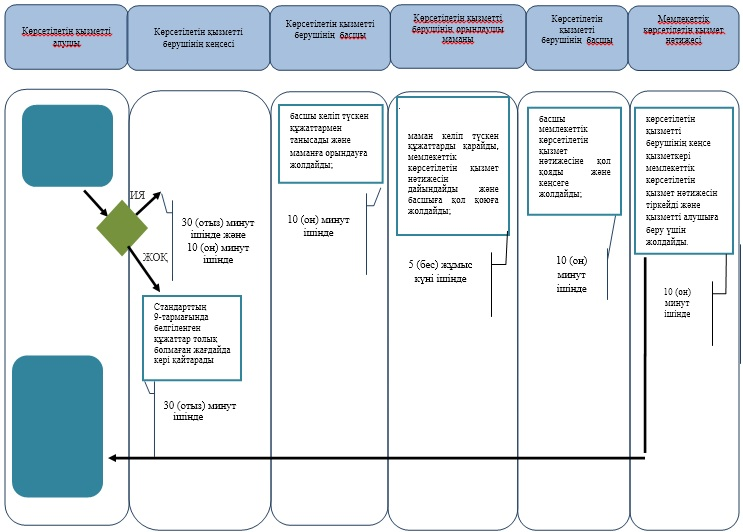 Көрсетілетін қызметті
алушы
Көрсетілетін қызметті
берушінің кеңсесі
Көрсетілетін қызметті
берушінің басшы
Көрсетілетін қызметті
берушінің орындаушы
маманы
Көрсетілетін
қызметті
берушінің басшы
Мемлекеттік
көрсетілетін қызмет
нәтижесі
ИЯ
ЖОҚ
30 (отыз) минут
ішінде және
10 (он) минут
ішінде
Стандарттың
9-тармағында
белгіленген
құжаттар толық
болмаған жағдайда
кері қайтарады
30 (отыз) минут
ішінде
басшы келіп түскен
құжаттармен
танысады және
маманға орындауға
жолдайды;
10 (он) минут
ішінде
маман келіп түскен
құжаттарды қарайды,
мемлекеттік
көрсетілетін қызмет
нәтижесін
дайындайды және
басшыға қол қоюға
жолдайды;
5 (бес) жұмыс
күні ішінде
басшы
мемлекеттік
көрсетілетін
қызмет
нәтижесіне қол
қояды және
кеңсеге
жолдайды;
10 (он)
минут
ішінде
көрсетілетін
қызметті
берушінің кеңсе
қызметкері
мемлекеттік
көрсетілетін
қызмет нәтижесін
тіркейді және
қызметті алушыға
беру үшін
жолдайды.
10 (он)
минут
ішінде